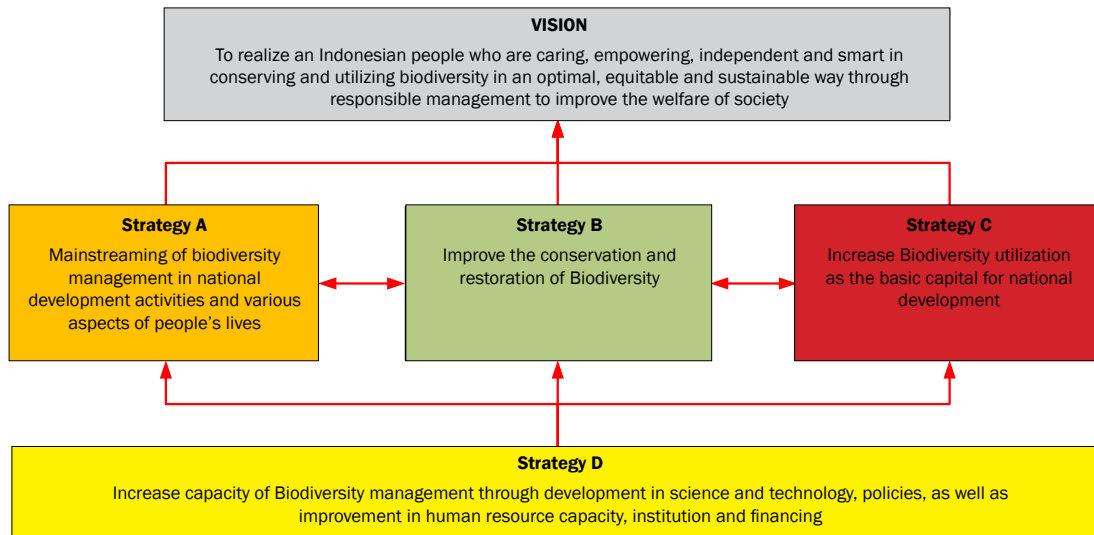 VISION
To realize an Indonesian people who are caring, empowering, independent and smart in
conserving and utilizing biodiversity in an optimal, equitable and sustainable way through
responsible management to improve the welfare of society
Strategy A
Mainstreaming of biodiversity
management in national
development activities and various
aspects of people’s lives
Strategy B
Improve the conservation and
restoration of Biodiversity
Strategy C
Increase Biodiversity utilization
as the basic capital for national
development
Strategy D
Increase capacity of Biodiversity management through development in science and technology, policies, as well as
improvement in human resource capacity, institution and financing